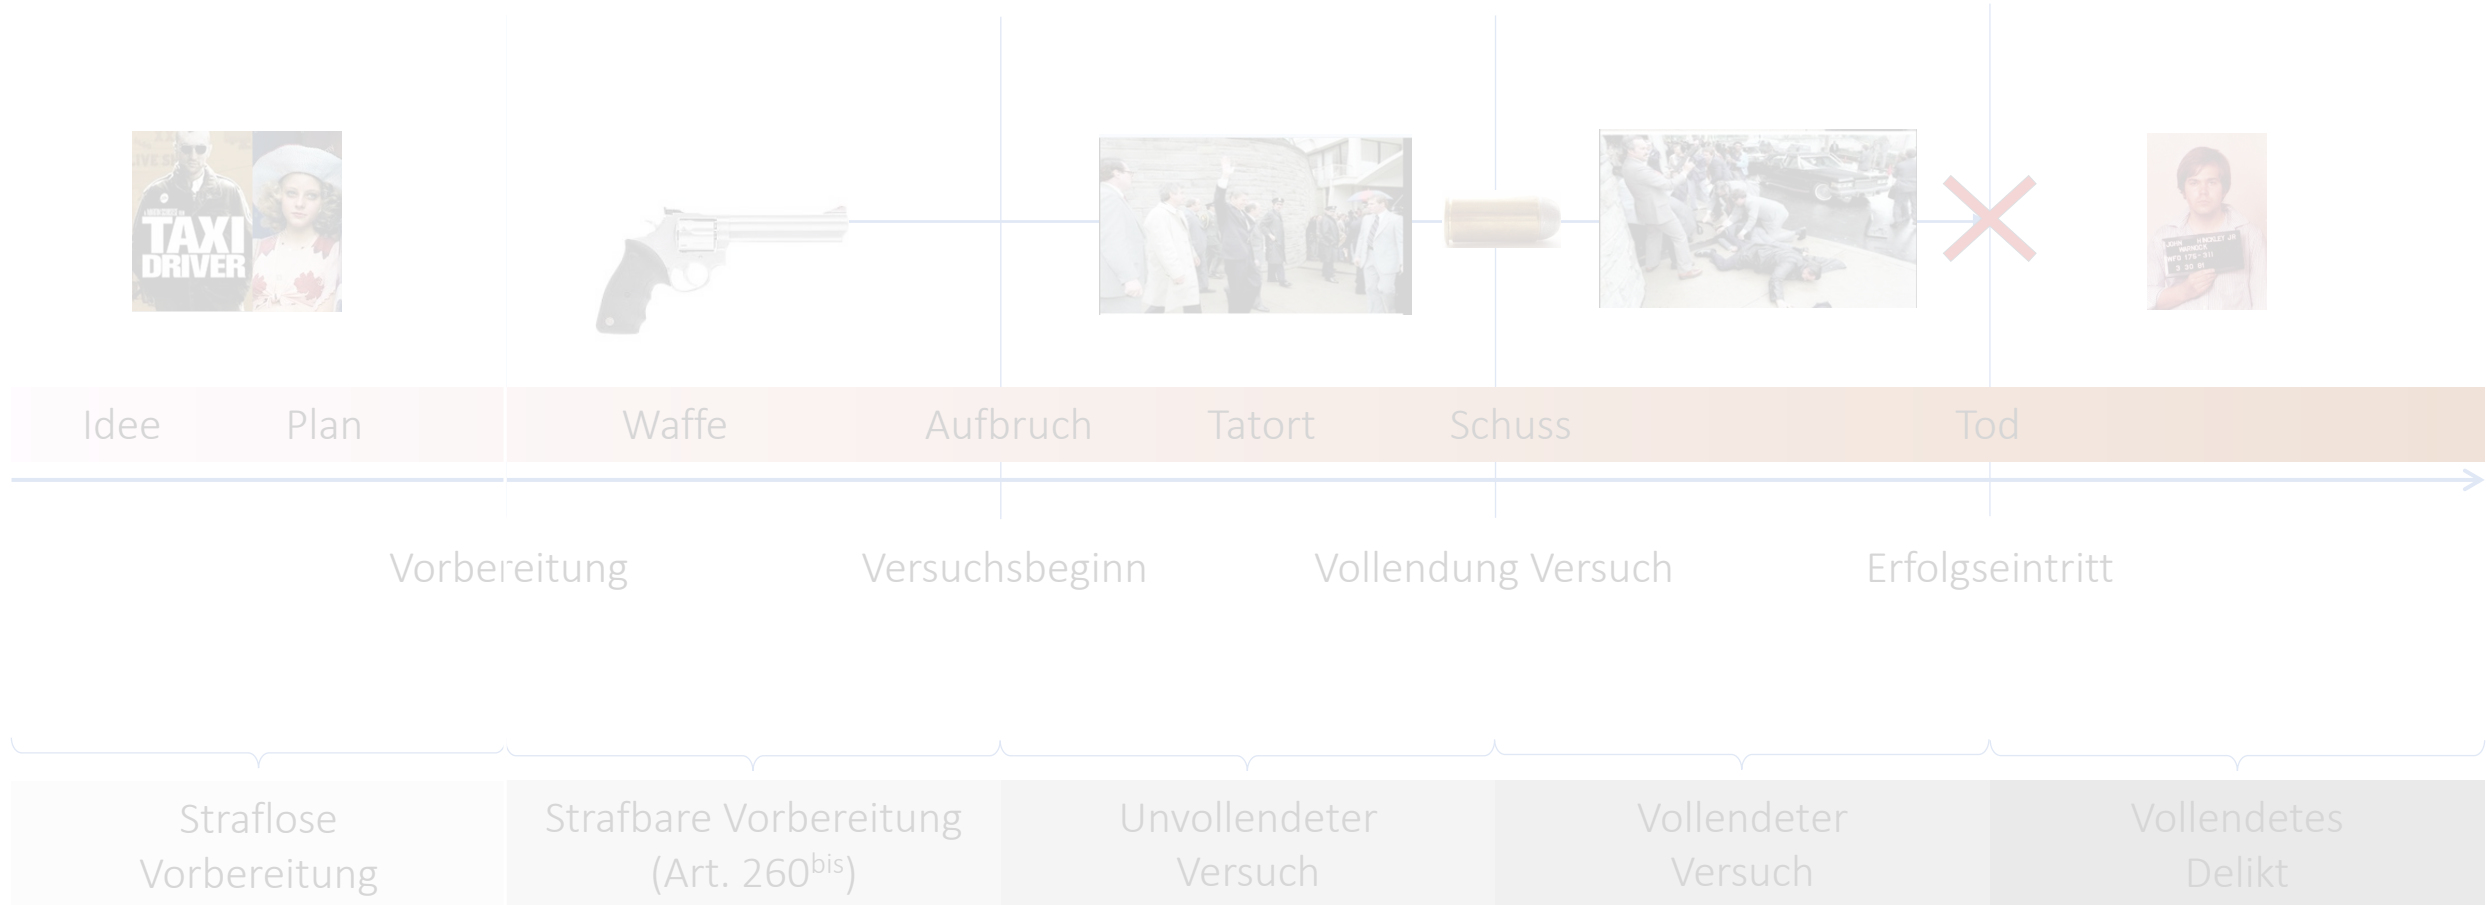 TAXI
DRIVER
Idee Plan Waffe Aufbruch Tatort Schuss Tod
Vorbereitung Versuchsbeginn Vollendung Versuch Erfolgseintritt
Straflose
Vorbereitung
Strafbare Vorbereitung
(Art. 260bis)
Unvollendeter
Versuch
Vollendeter
Versuch
Vollendetes
Delikt